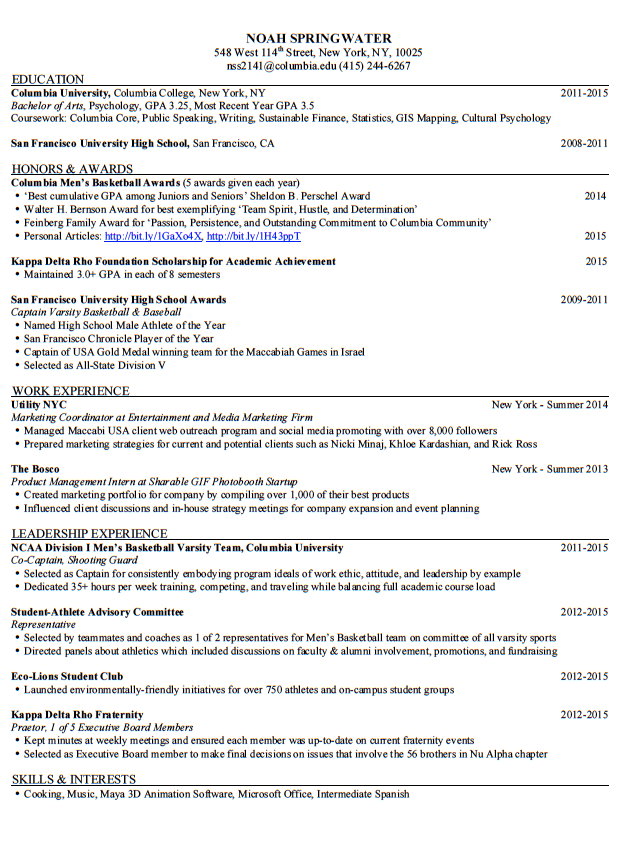 NOAH SPRINGWATER
548 West 114th Street, New York, NY, 10025
nss2141@columbia.edu (415) 244-6267
EDUCATION
Columbia University, Columbia College, New York, NY 2011-2015
Bachelor of Arts, Psychology, GPA 3.25, Most Recent Year GPA 3.5
Coursework: Columbia Core, Public Speaking, Writing, Sustainable Finance, Statistics, GIS Mapping, Cultural Psychology
San Francisco University High School, San Francisco, CA 2008-2011
HONORS & AWARDS
Columbia Men's Basketball Awards (5 awards given each year)
• 'Best cumulative GPA among Juniors and Seniors' Sheldon B. Perschel Award 2014
• Walter H. Bernson Award for best exemplifying 'Team Spirit, Hustle, and Determination'
• Feinberg Family Award for 'Passion, Persistence, and Outstanding Commitment to Columbia Community'
• Personal Articles: http://bit.ly/1GaXo4X, http://bit.ly/1H43ppT 2015
Kappa Delta Rho Foundation Scholarship for Academic Achievement 2015
• Maintained 3.0+ GPA in each of 8 semesters
San Francisco University High School Awards 2009-2011
Captain Varsity Basketball & Baseball
• Named High School Male Athlete of the Year
• San Francisco Chronicle Player of the Year
• Captain of USA Gold Medal winning team for the Maccabiah Games in Israel
• Selected as All-State Division V
WORK EXPERIENCE
Utility NYC New York - Summer 2014
Marketing Coordinator at Entertainment and Media Marketing Firm
• Managed Maccabi USA client web outreach program and social media promoting with over 8,000 followers
• Prepared marketing strategies for current and potential clients such as Nicki Minaj, Khloe Kardashian, and Rick Ross
The Bosco New York - Summer 2013
Product Management Intern at Sharable GIF Photobooth Startup
• Created marketing portfolio for company by compiling over 1,000 of their best products
• Influenced client discussions and in-house strategy meetings for company expansion and event planning
LEADERSHIP EXPERIENCE
NCAA Division I Men's Basketball Varsity Team, Columbia University 2011-2015
Co-Captain, Shooting Guard
• Selected as Captain for consistently embodying program ideals of work ethic, attitude, and leadership by example
• Dedicated 35+ hours per week training, competing, and traveling while balancing full academic course load
Student-Athlete Advisory Committee 2012-2015
Representative
• Selected by teammates and coaches as 1 of 2 representatives for Men's Basketball team on committee of all varsity sports
• Directed panels about athletics which included discussions on faculty & alumni involvement, promotions, and fundraising
Eco-Lions Student Club 2012-2015
• Launched environmentally-friendly initiatives for over 750 athletes and on-campus student groups
Kappa Delta Rho Fraternity 2012-2015
Praetor, 1 of 5 Executive Board Members
• Kept minutes at weekly meetings and ensured each member was up-to-date on current fraternity events
• Selected as Executive Board member to make final decisions on issues that involve the 56 brothers in Nu Alpha chapter
SKILLS & INTERESTS
• Cooking, Music, Maya 3D Animation Software, Microsoft Office, Intermediate Spanish